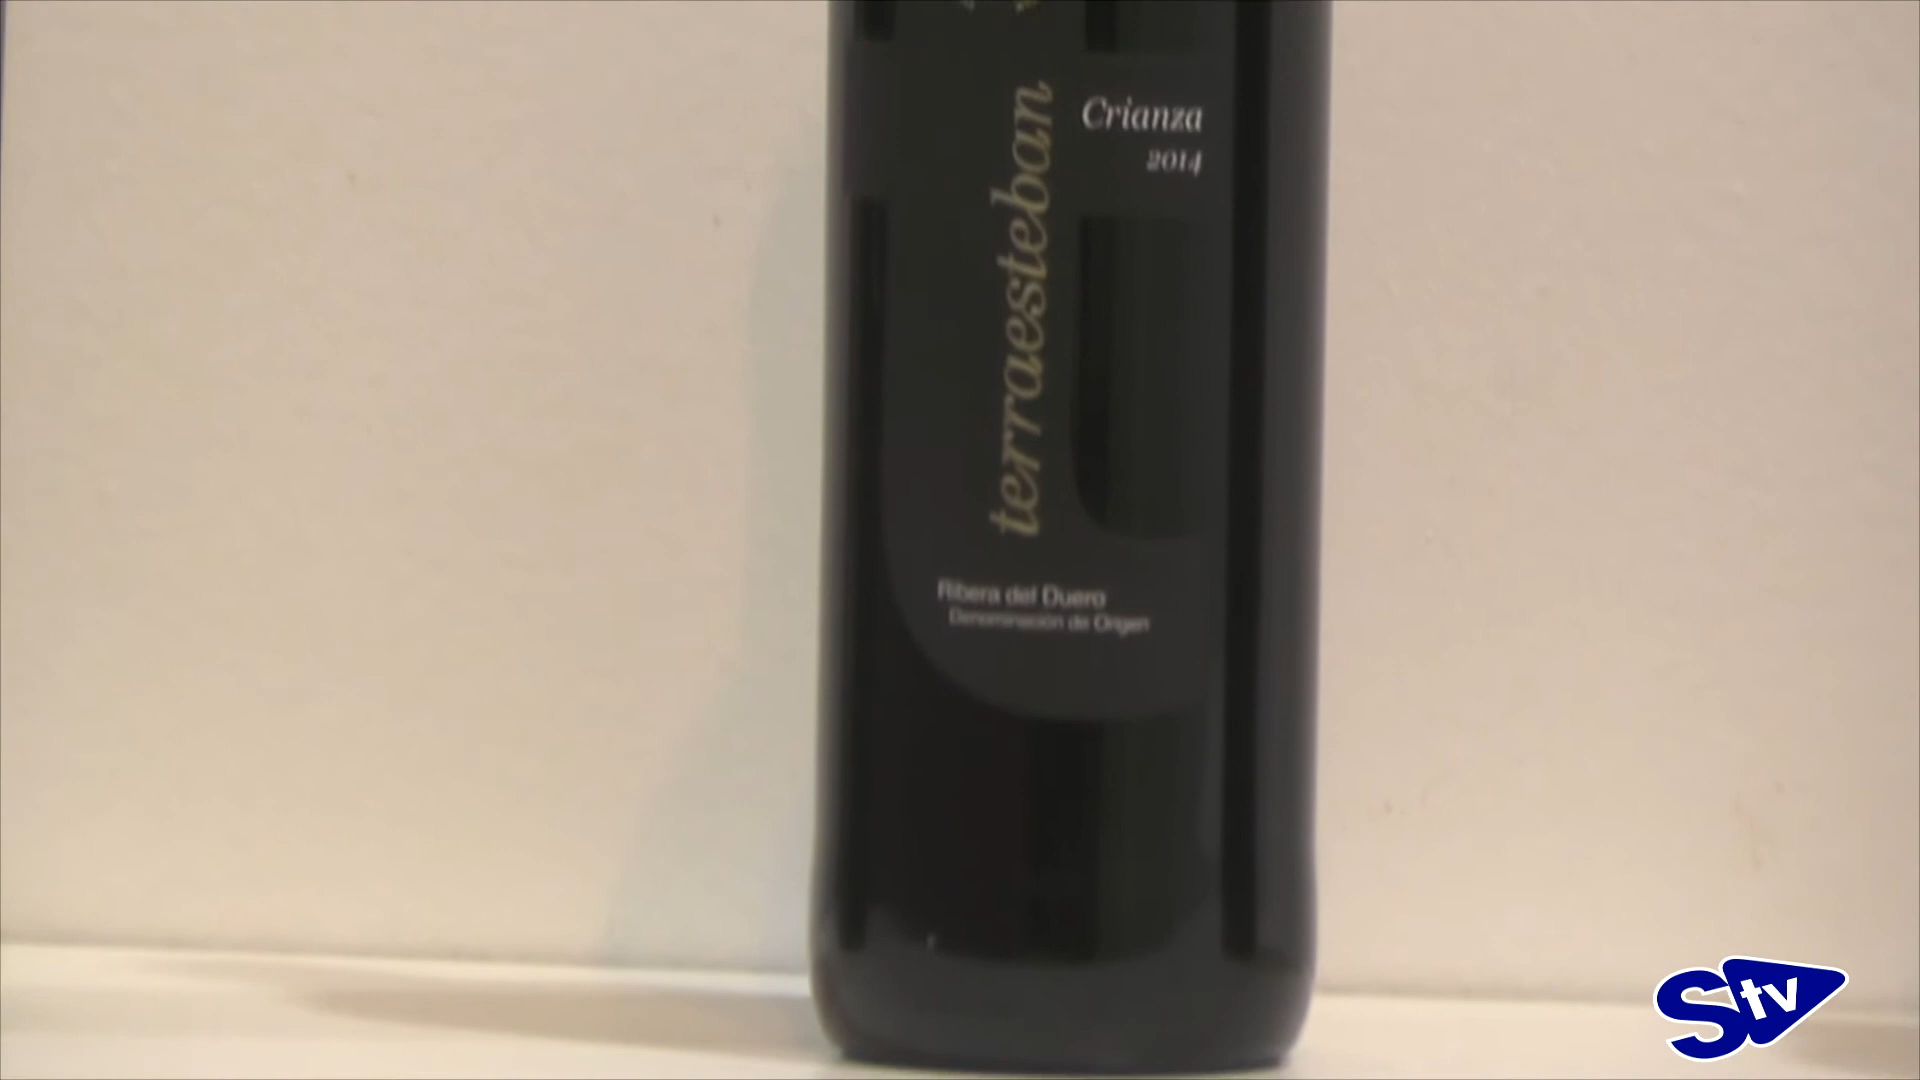 Crianza
2014
terraesteban
Ribera del Duero
Denominación de Origen
Stv